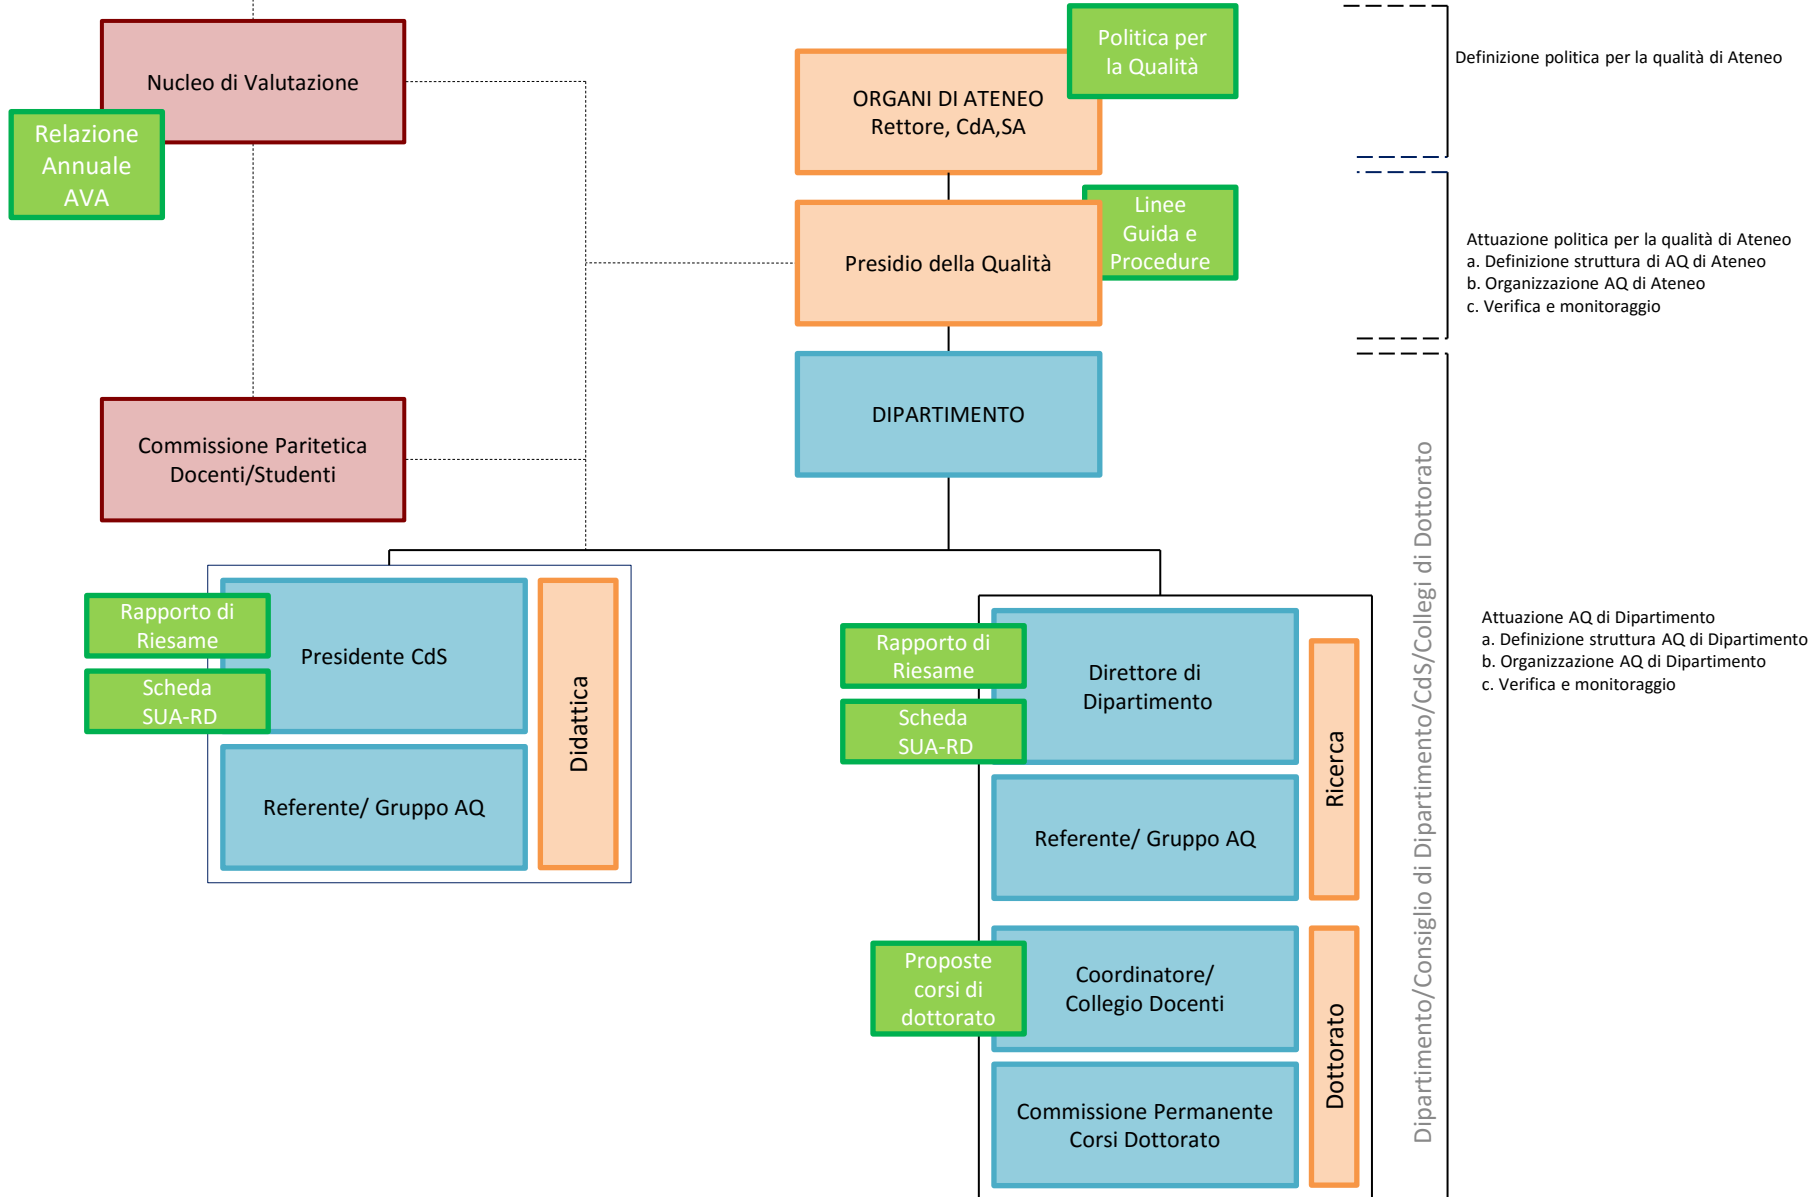 Politica per
la Qualità
Definizione politica per la qualità di Ateneo
Nucleo di Valutazione
ORGANI DI ATENEO
Rettore, CdA,SA
Relazione
Annuale
AVA
Linee
Guida e
Procedure
Presidio della Qualità
Attuazione politica per la qualità di Ateneo
a. Definizione struttura di AQ di Ateneo
b. Organizzazione AQ di Ateneo
c. Verifica e monitoraggio
DIPARTIMENTO
Commissione Paritetica
Docenti/Studenti
Rapporto di
Riesame
Presidente CdS
Scheda
SUA-RD
Didattica
Referente/ Gruppo AQ
Rapporto di
Riesame
Direttore di
Dipartimento
Scheda
SUA-RD
Ricerca
Referente/ Gruppo AQ
Proposte
corsi di
dottorato
Coordinatore/
Collegio Docenti
Dottorato
Commissione Permanente
Corsi Dottorato
Dipartimento/Consiglio di Dipartimento/CdS/Collegi di Dottorato
Attuazione AQ di Dipartimento
a. Definizione struttura AQ di Dipartimento
b. Organizzazione AQ di Dipartimento
c. Verifica e monitoraggio